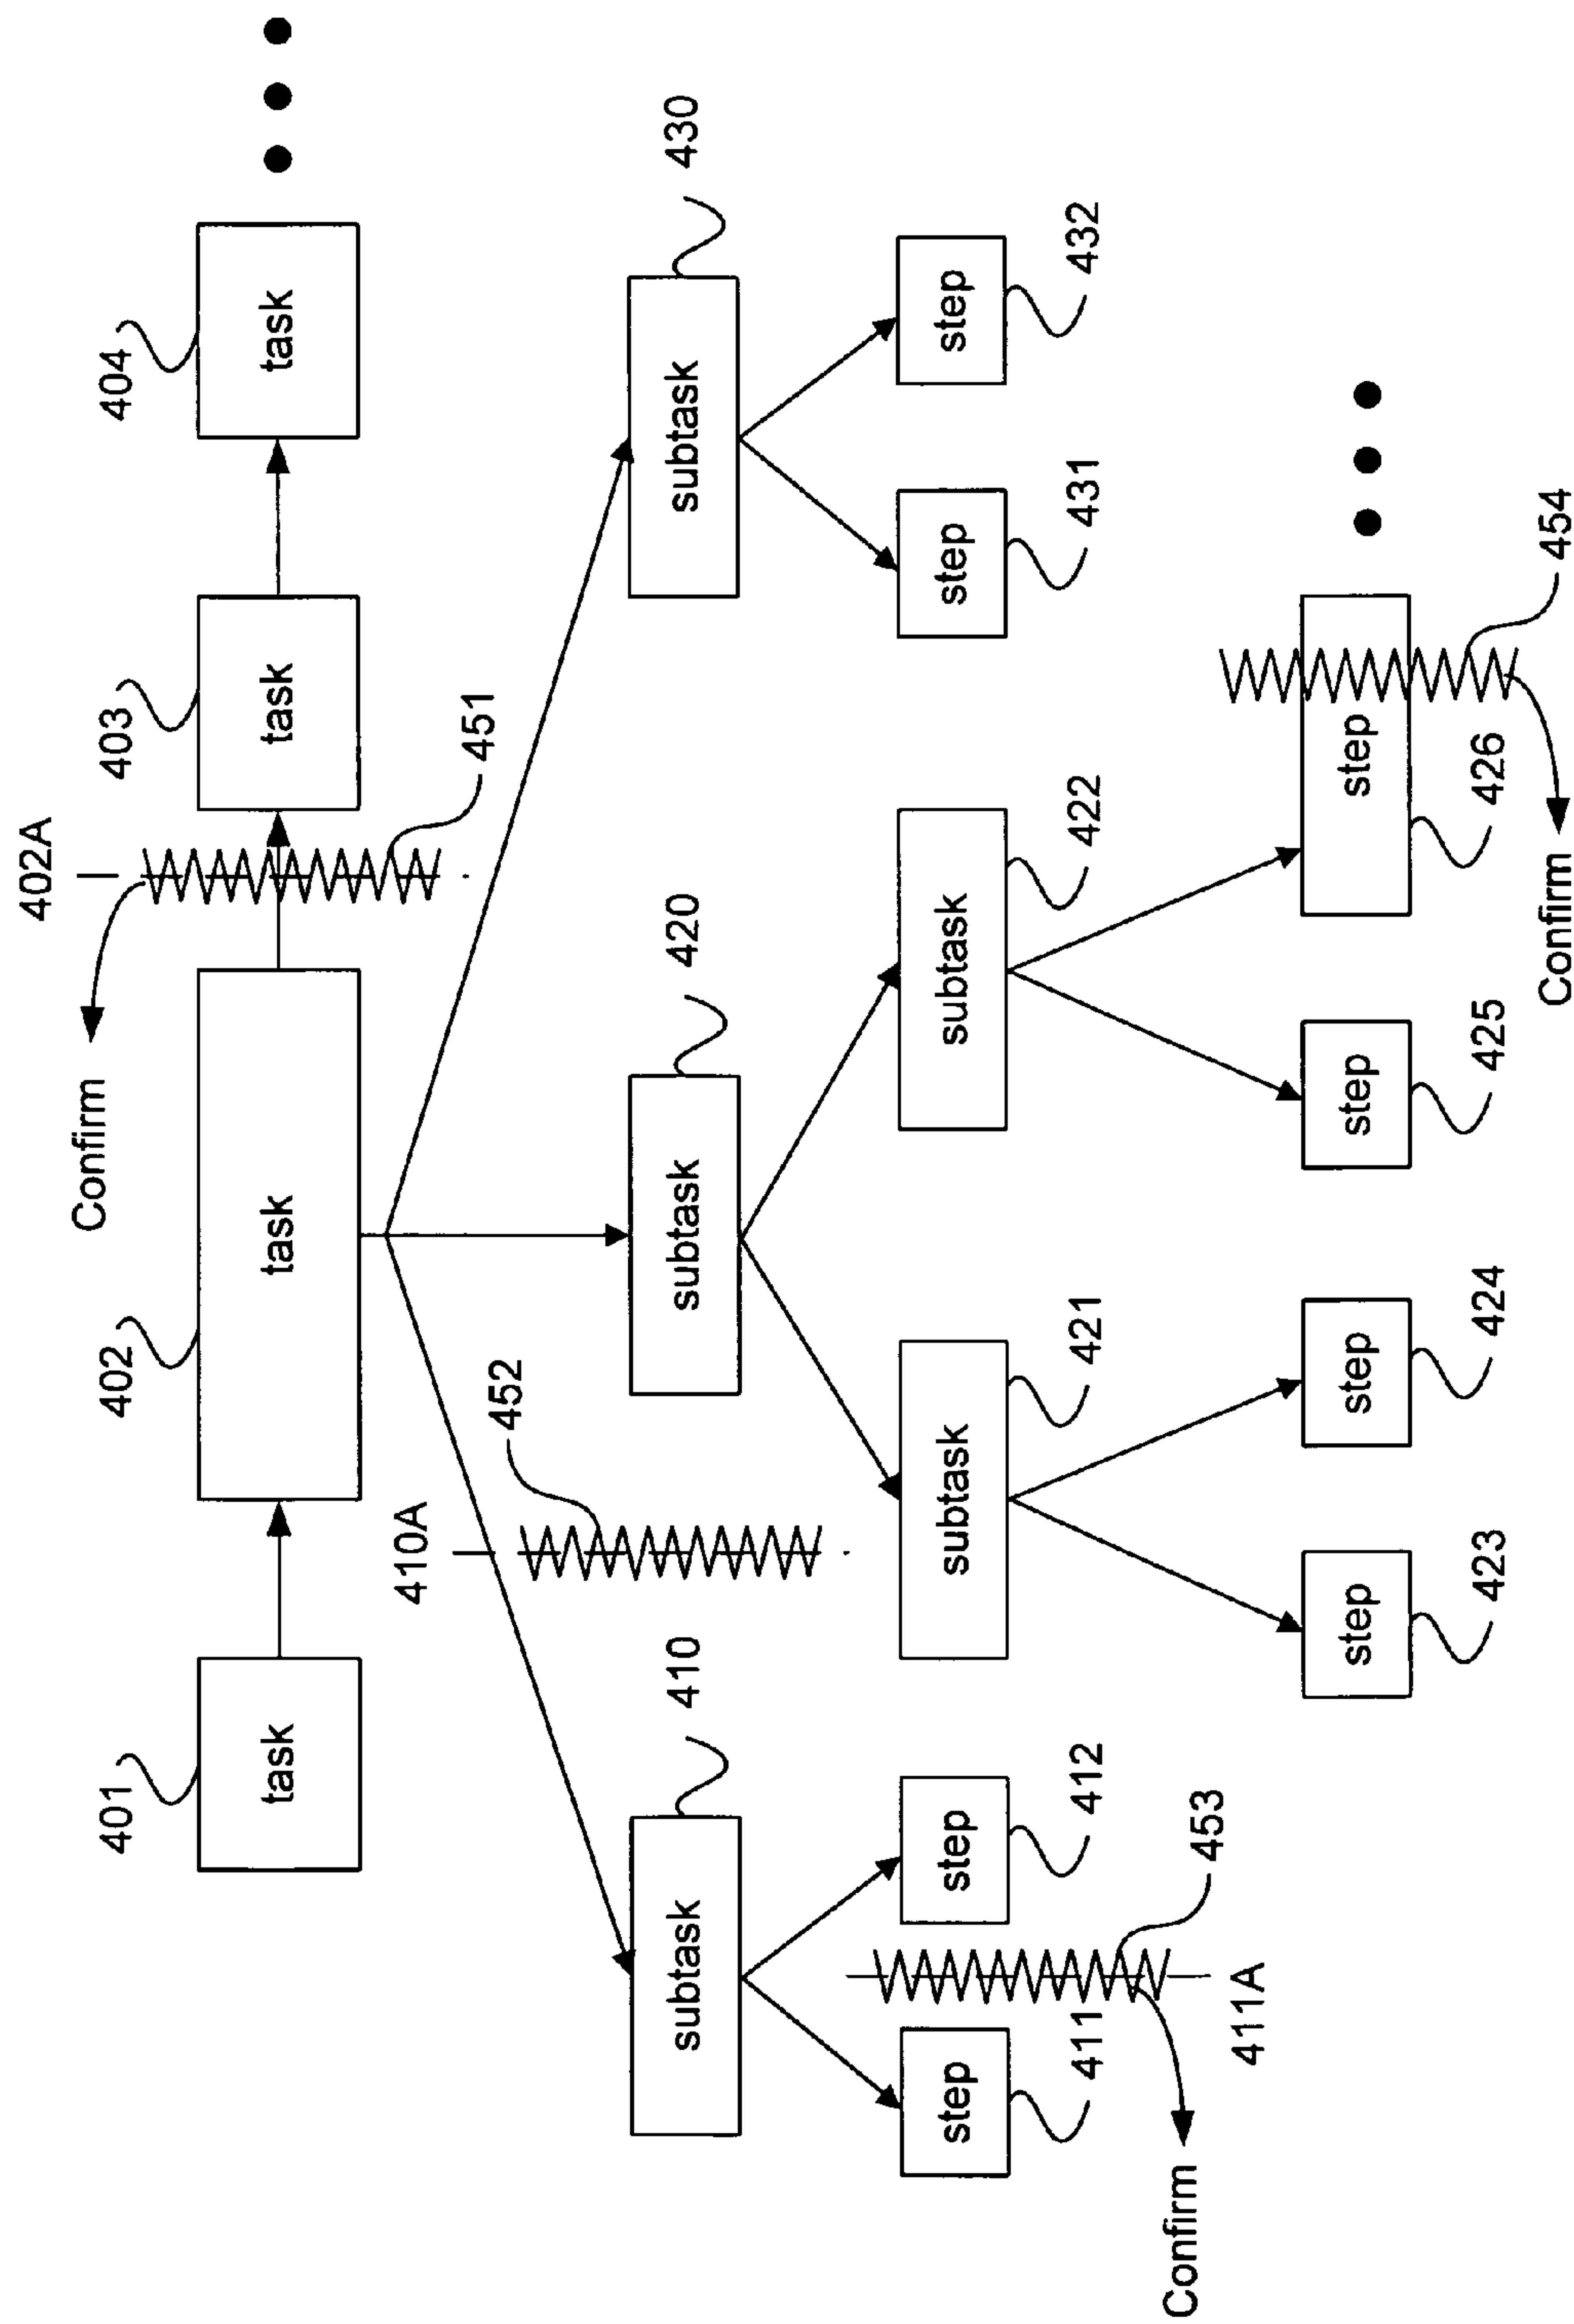 402A
Confirm
401
402
403
404
task
task
task
task
451
410A
452
410
420
430
subtask
subtask
subtask
step
step
subtask
subtask
step
step
411
412
421
422
431
432
453
Confirm
411A
step
step
step
step
423
424
425
426
454
Confirm